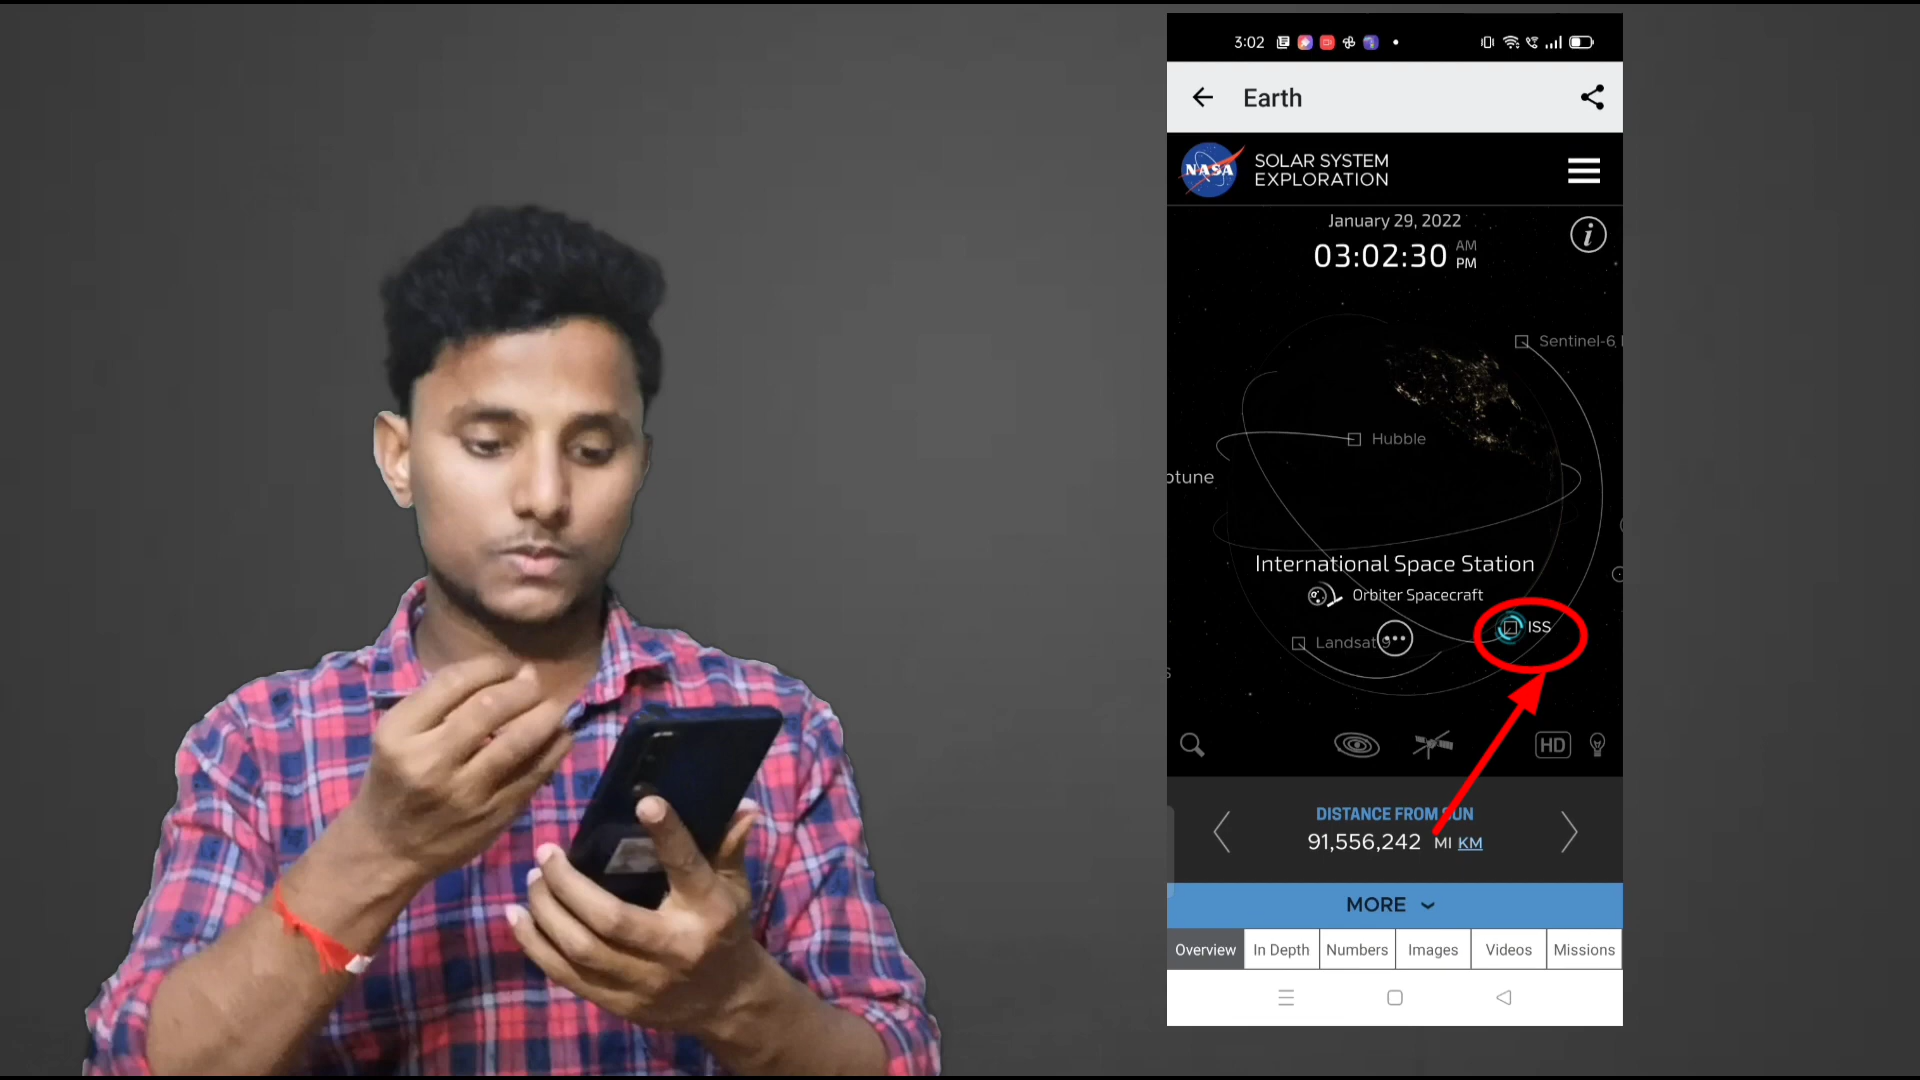 3:02
Earth
NASA
SOLAR SYSTEM
EXPLORATION
January 29, 2022
03:02:30 AM
PM
Sentinel-6
Hubble
ptune
International Space Station
Orbiter Spacecraft
ISS
Landsat 9
s
HD
DISTANCE FROM SUN
91,556,242 MI KM
MORE
Overview In Depth Numbers Images Videos Missions